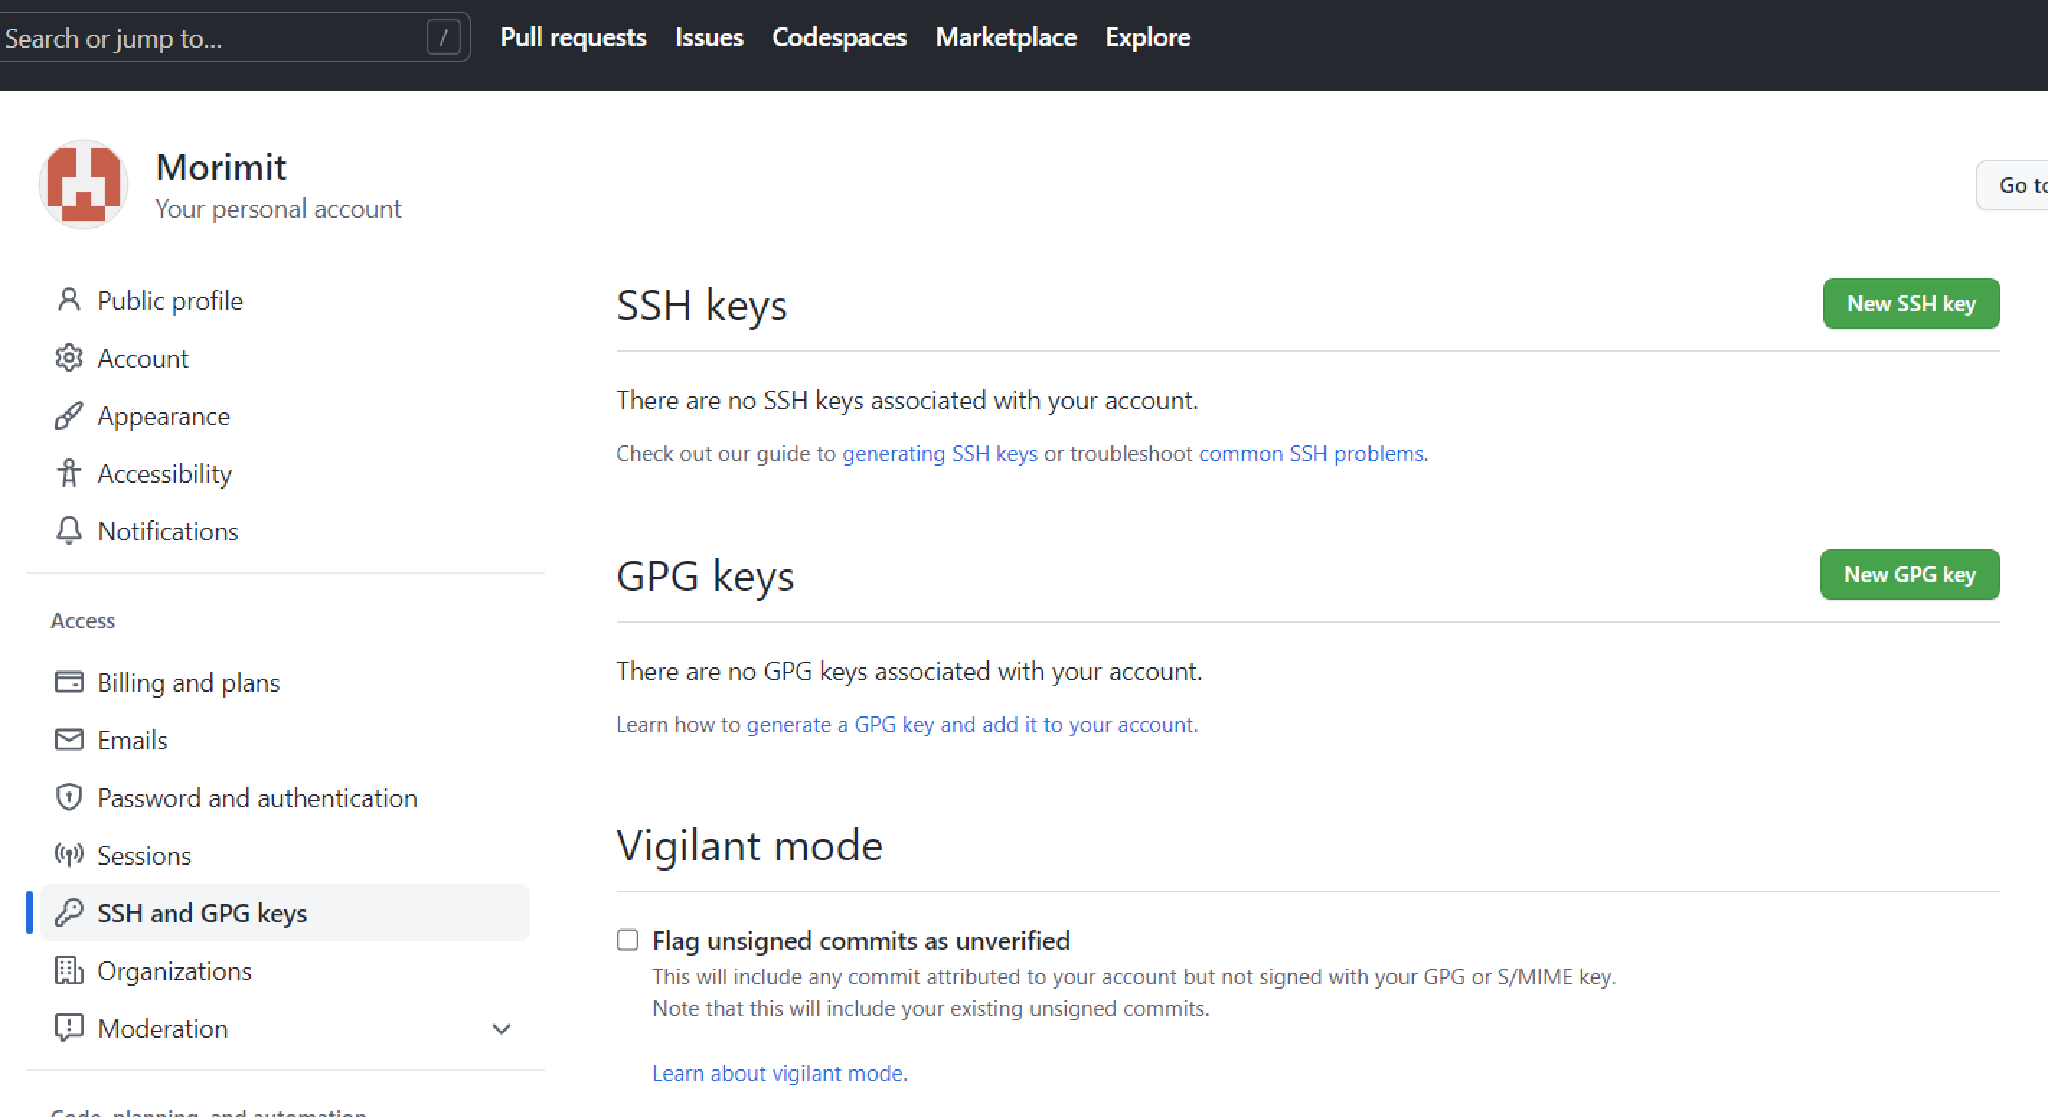 Search or jump to...
/
Pull requests
Issues
Codespaces
Marketplace
Explore
Morimit
Your personal account
Go to
Public profile
Account
Appearance
Accessibility
Notifications
Access
Billing and plans
Emails
Password and authentication
Sessions
SSH and GPG keys
Organizations
Moderation
Code, planning, and automation
SSH keys
New SSH key
There are no SSH keys associated with your account.
Check out our guide to generating SSH keys or troubleshoot common SSH problems.
GPG keys
New GPG key
There are no GPG keys associated with your account.
Learn how to generate a GPG key and add it to your account.
Vigilant mode
Flag unsigned commits as unverified
This will include any commit attributed to your account but not signed with your GPG or S/MIME key.
Note that this will include your existing unsigned commits.
Learn about vigilant mode.